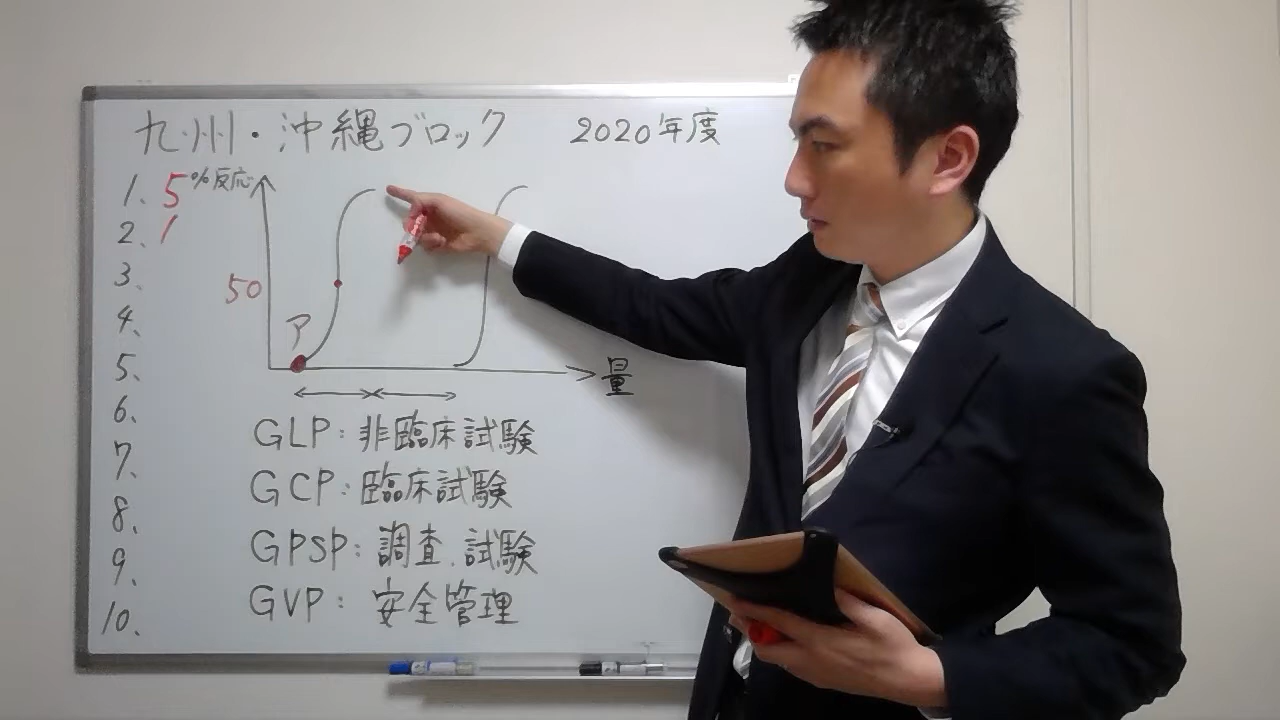 九州・沖縄ブロック 2020年度
1. 5
%反応
2. 1
3.
50
4.
ア
5.
量
6.
GLP: 非臨床試験
7.
GCP: 臨床試験
8.
GPSP: 調査、試験
9.
GVP: 安全管理
10.